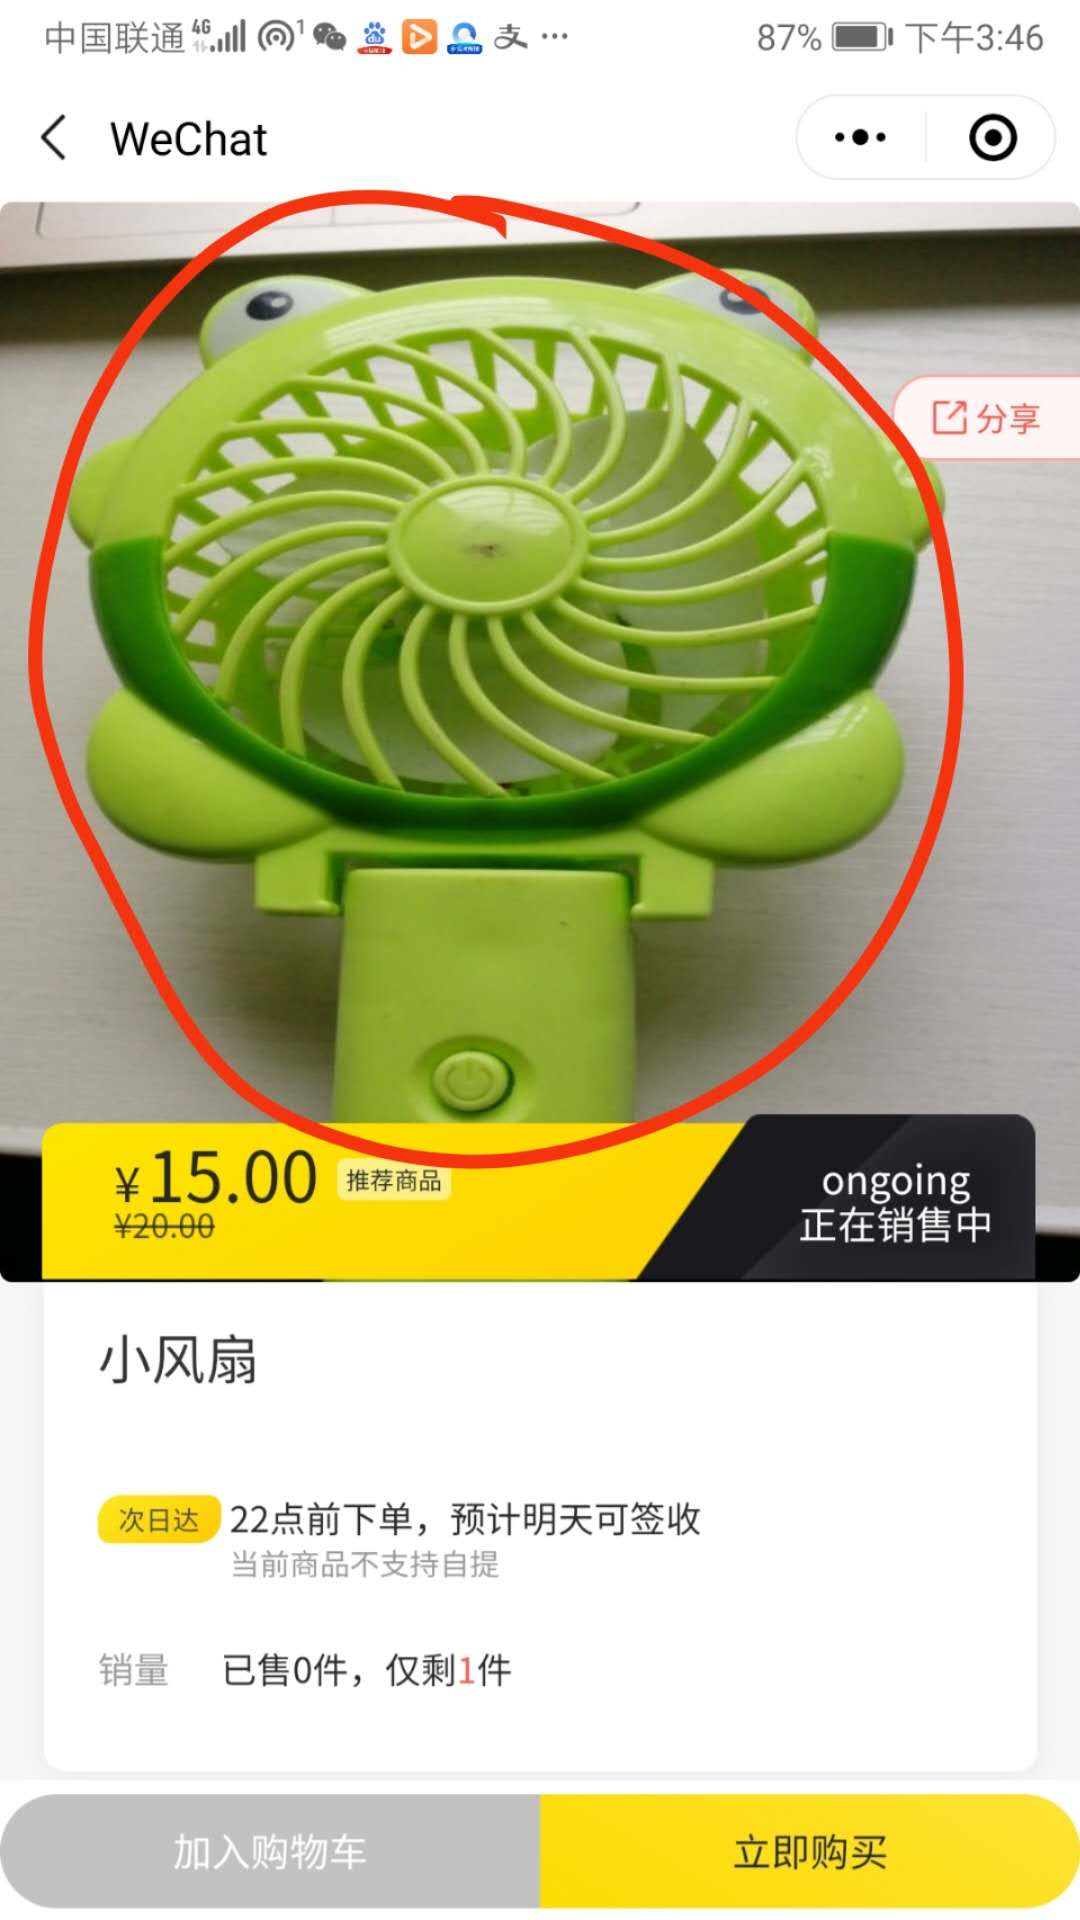 中国联通 4G 1 87% 下午3:46
WeChat
分享
¥15.00 推荐商品
¥20.00
ongoing
正在销售中
小风扇
次日达 22点前下单，预计明天可签收
当前商品不支持自提
销量 已售0件，仅剩1件
加入购物车 立即购买